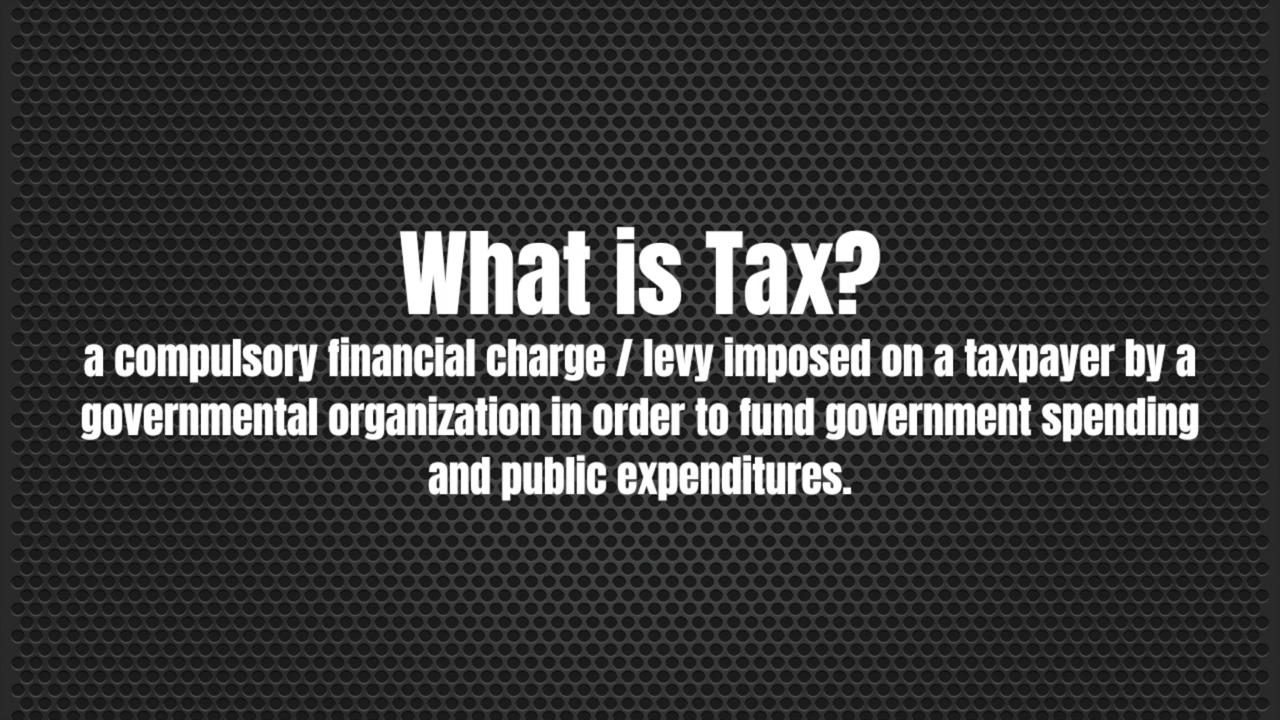 What is Tax?
a compulsory financial charge / levy imposed on a taxpayer by a
governmental organization in order to fund government spending
and public expenditures.